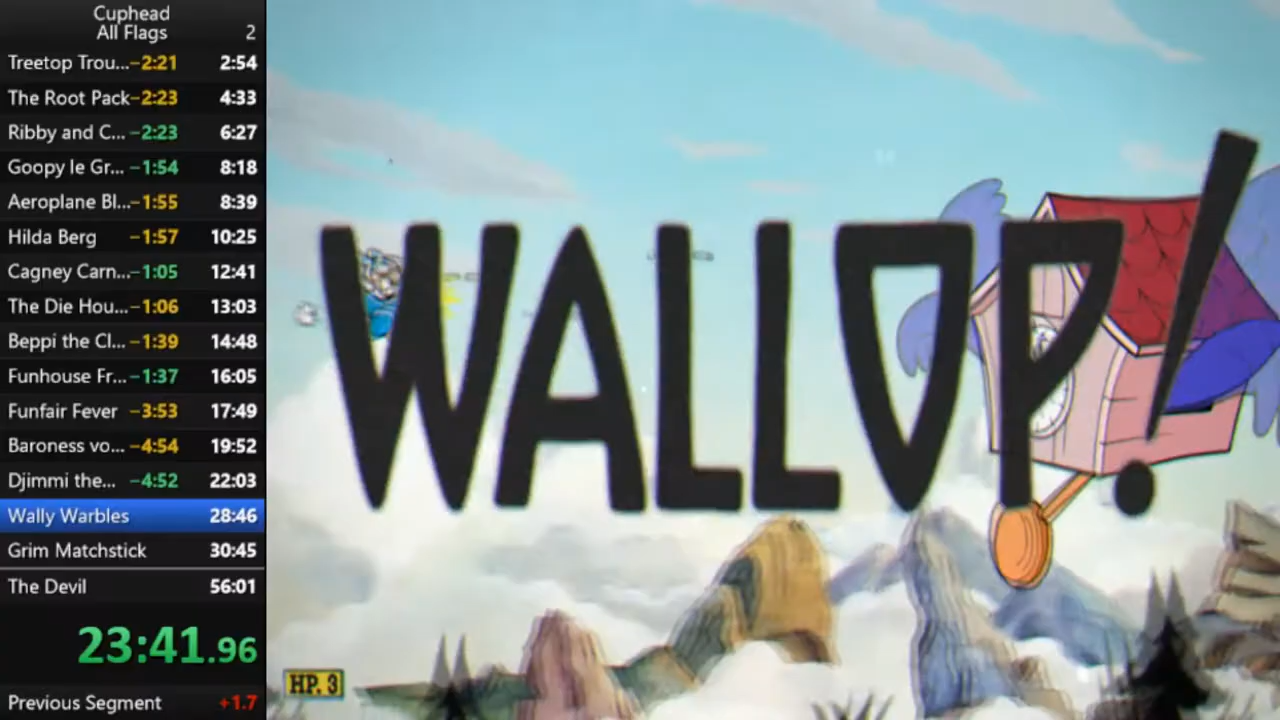 Cuphead
All Flags 2
Treetop Trou... −2:21 2:54
The Root Pack −2:23 4:33
Ribby and C... −2:23 6:27
Goopy le Gr... −1:54 8:18
Aeroplane Bl... −1:55 8:39
Hilda Berg −1:57 10:25
Cagney Carn... −1:05 12:41
The Die Hou... −1:06 13:03
Beppi the Cl... −1:39 14:48
Funhouse Fr... −1:37 16:05
Funfair Fever −3:53 17:49
Baroness vo... −4:54 19:52
Djimmi the... −4:52 22:03
Wally Warbles 28:46
Grim Matchstick 30:45
The Devil 56:01
23:41.96
Previous Segment +1.7
WALLOP!
HP. 3